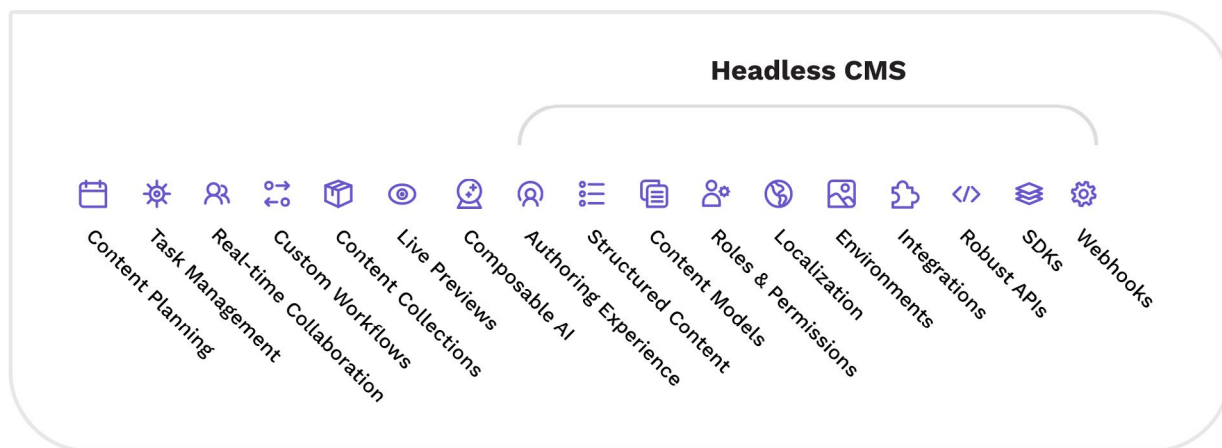 Headless CMS
Content Planning
Task Management
Real-time Collaboration
Custom Workflows
Content Collections
Live Previews
Composable AI
Authoring Experience
Structured Content
Content Models
Roles & Permissions
Localization
Environments
Integrations
Robust APIs
SDKs
Webhooks